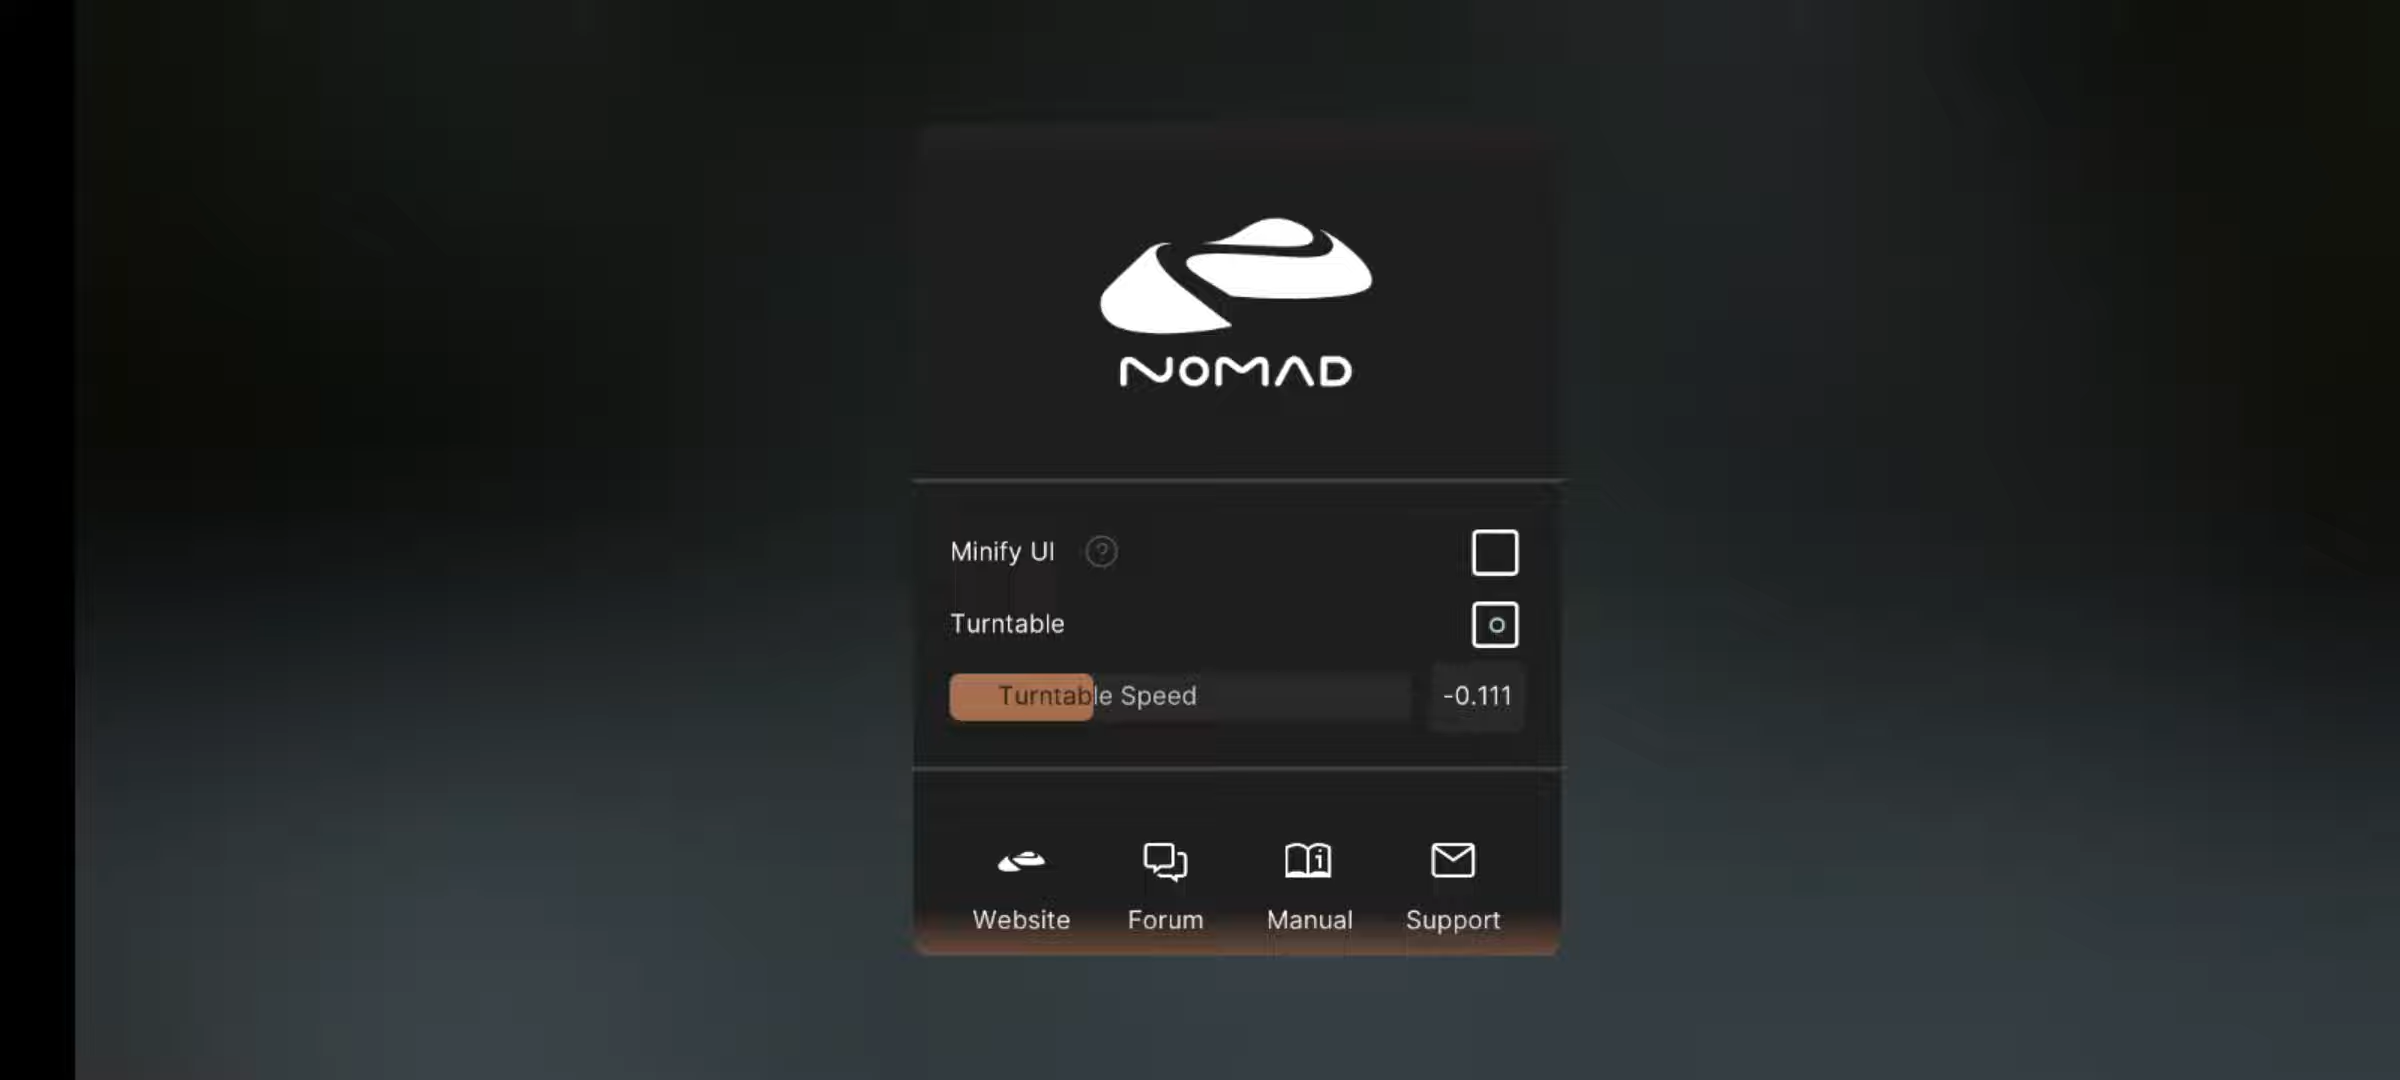 NOMAD
Minify UI ?
Turntable
Turntable Speed -0.111
Website Forum Manual Support